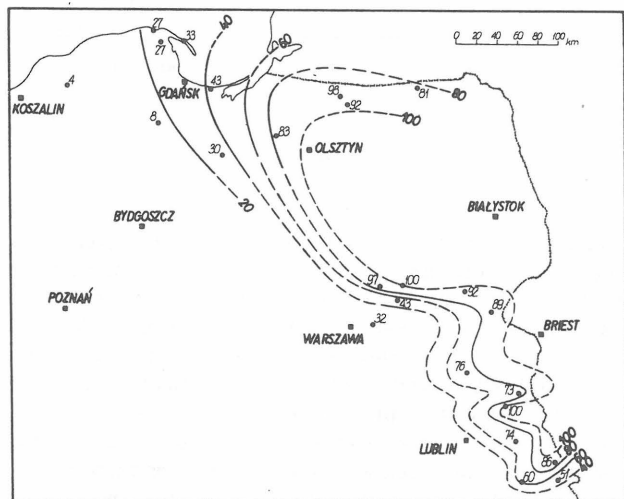 40
27
33
60
0 20 40 60 80 100
km
27
4
KOSZALIN
GDAŃSK
43
98
92
81
80
8
100
83
OLSZTYN
30
20
BYDGOSZCZ
BIAŁYSTOK
97
100
92
POZNAŃ
43
89
32
WARSZAWA
BRIEST
76
73
100
LUBLIN
74
100
86
60
51